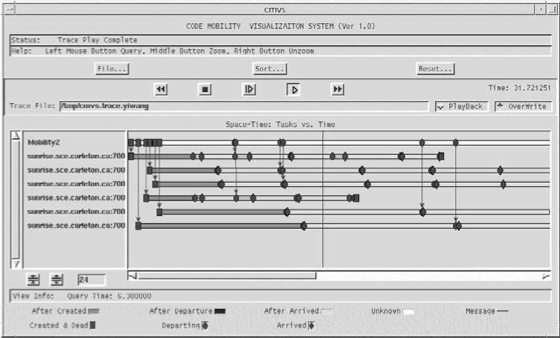 cmvs
CODE MOBILITY VISUALIZAITON SYSTEM (Ver 1.0)
Status: Trace Play Complete
Help: Left Mouse Button Query, Middle Button Zoom, Right Button Unzoom
File... Sort... Reset...
Time: 31.721251
Trace File: /tmp/cmvs.trace.yiwang PlayBack OverWrite
Space-Time: Tasks vs. Time
Mobility2
sunrise.sce.carleton.ca:700
sunrise.sce.carleton.ca:700
sunrise.sce.carleton.ca:700
sunrise.sce.carleton.ca:700
sunrise.sce.carleton.ca:700
sunrise.sce.carleton.ca:700
24
View Info: Query Time: 6.300000
After Created After Departure After Arrived Unknown Message
Created & Dead Departing Arrived